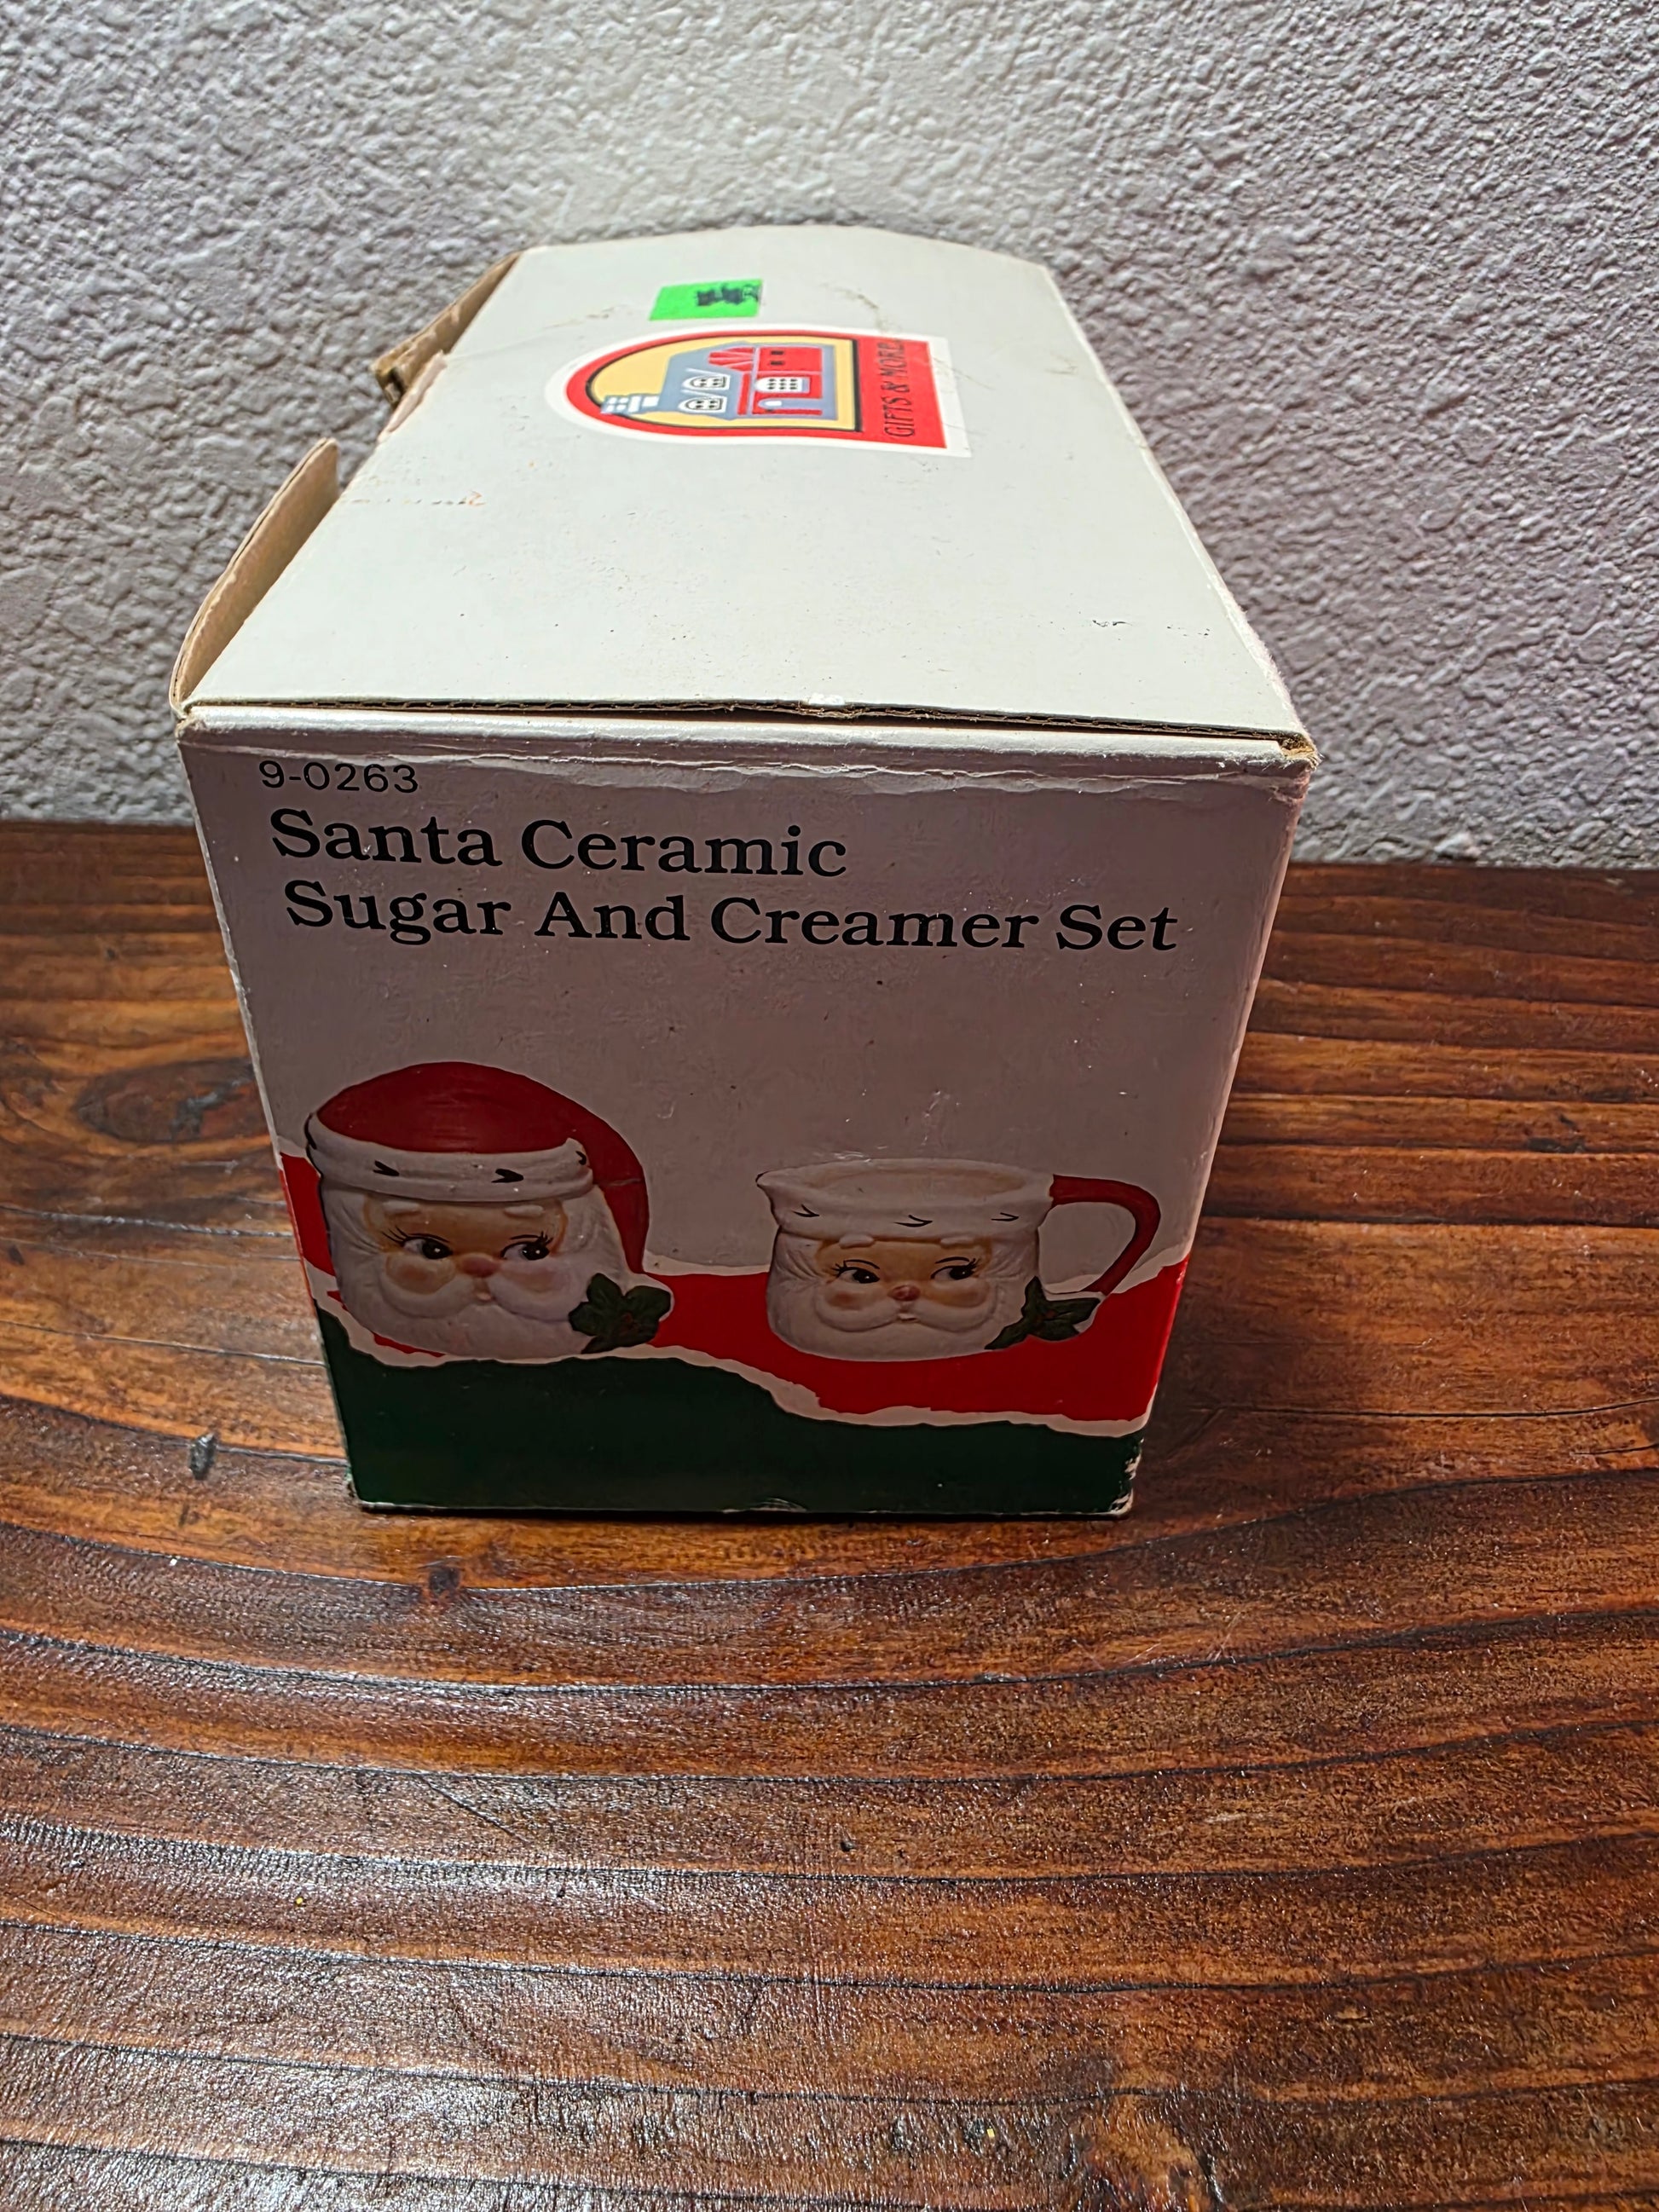 GIFTS & MORE
9-0263
Santa Ceramic
Sugar And Creamer Set